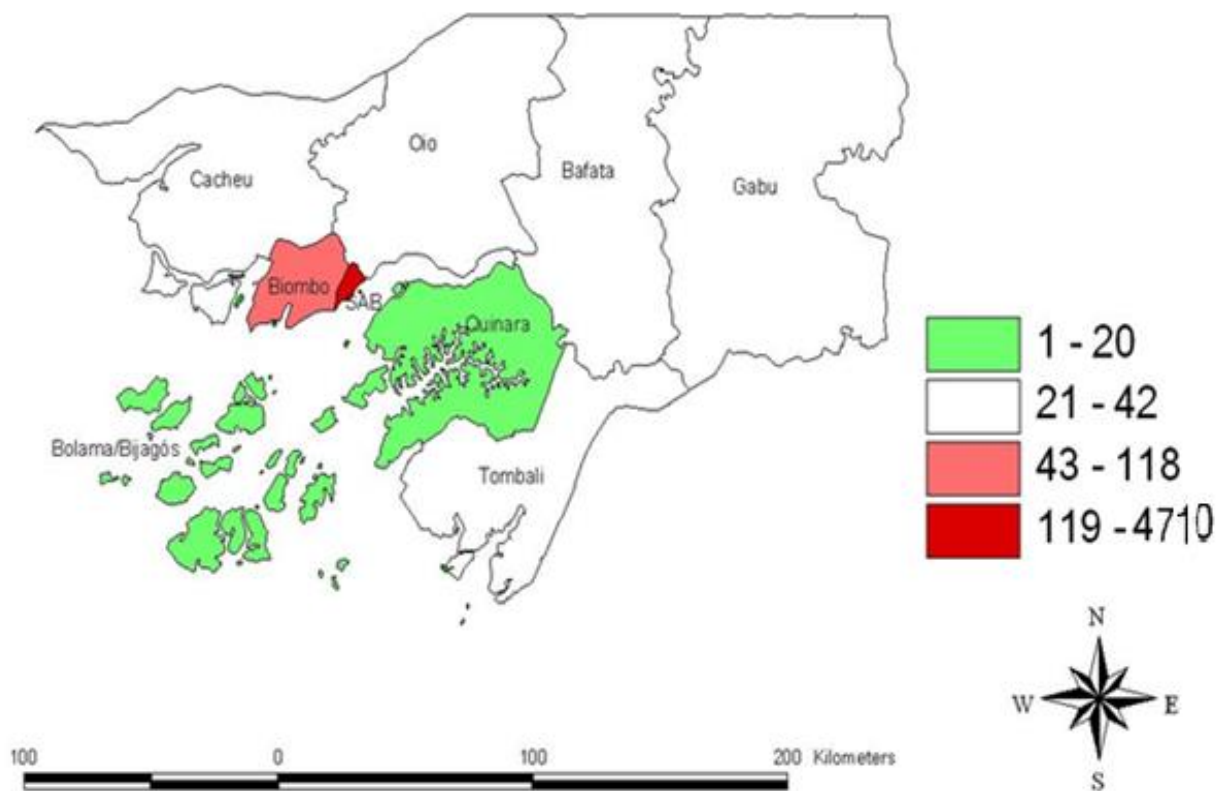 Oio
Bafata
Cacheu
Gabu
Biombo
SAB
Quinara
Bolama/Bijagós
Tombali
1 - 20
21 - 42
43 - 118
119 - 4710
N
W E
S
100 0 100 200 Kilometers